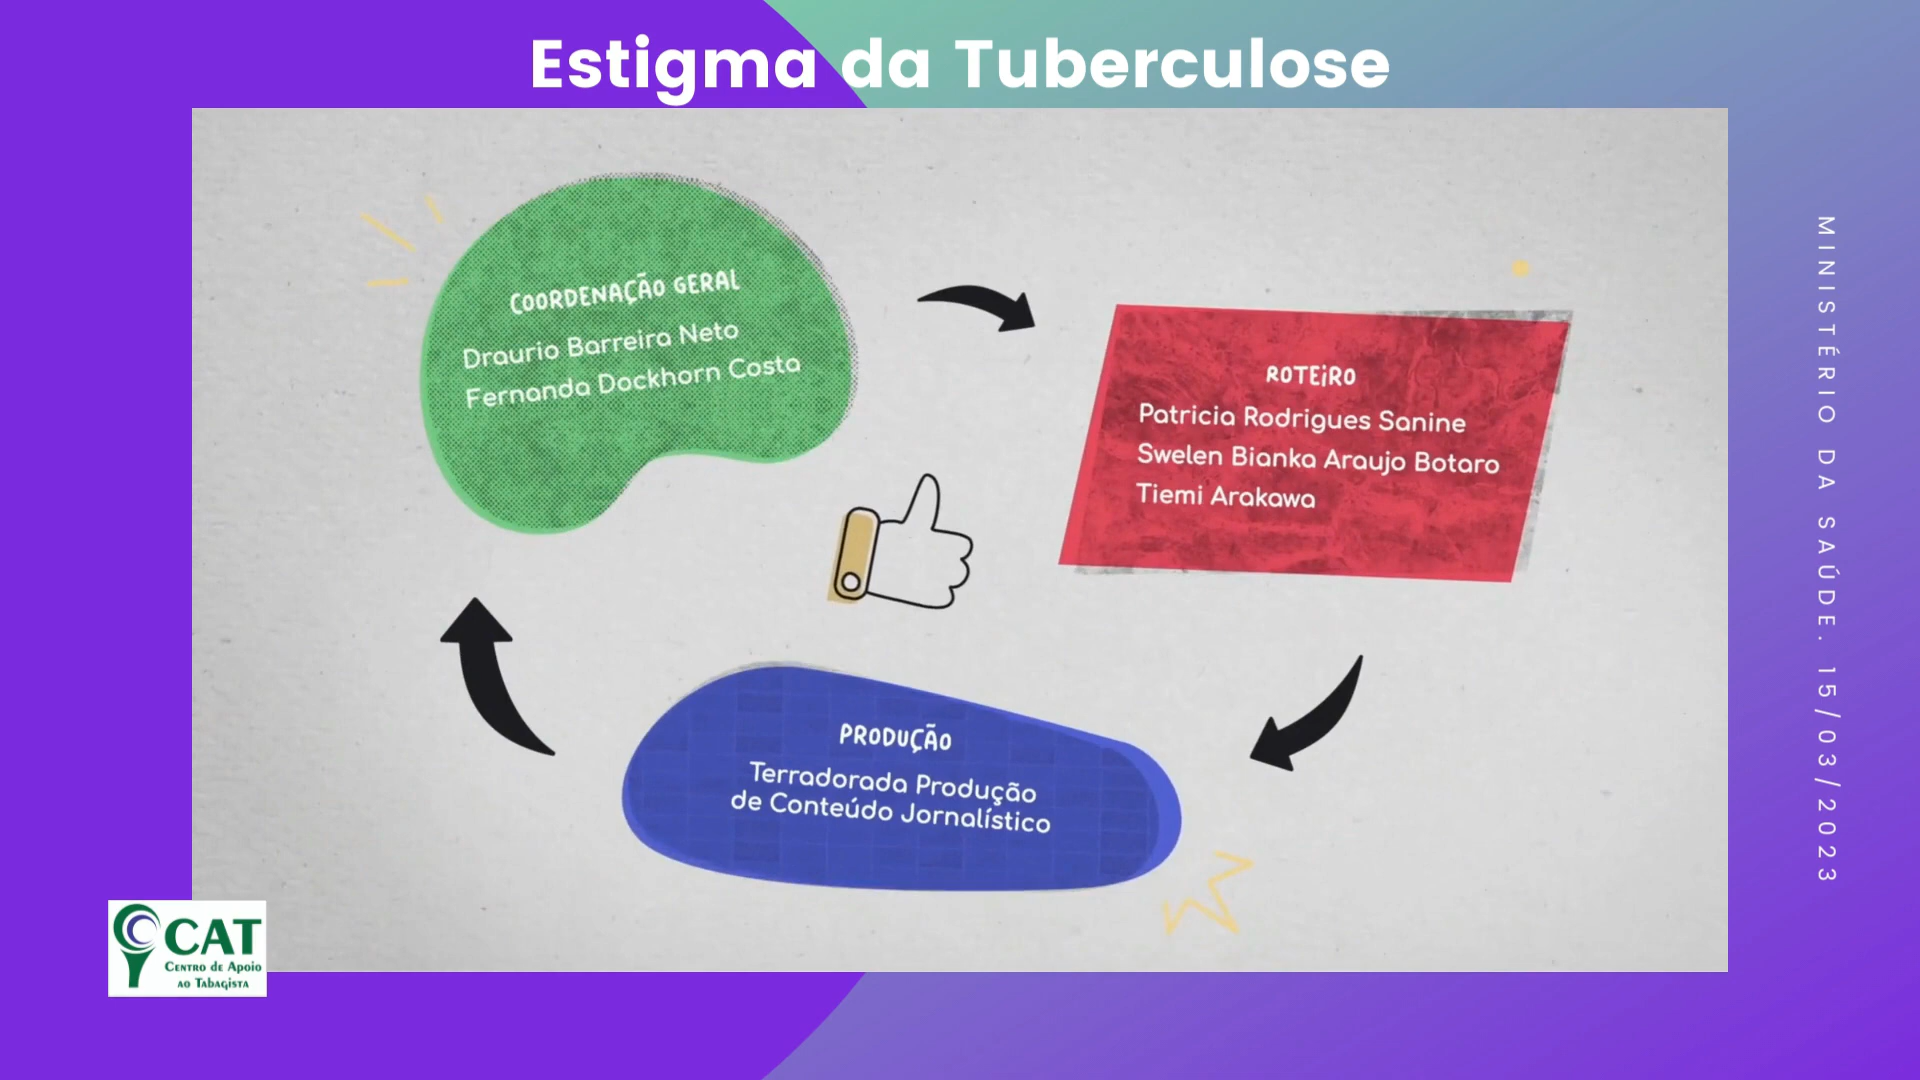 Estigma da Tuberculose
COORDENAÇÃO GERAL
Draurio Barreira Neto
Fernanda Dockhorn Costa
ROTEiRO
Patricia Rodrigues Sanine
Swelen Bianka Araujo Botaro
Tiemi Arakawa
PRODUÇÃO
Terradorada Produção
de Conteúdo Jornalístico
MINISTÉRIO DA SAÚDE. 15/03/2023
CAT
Centro de Apoio
ao Tabagista